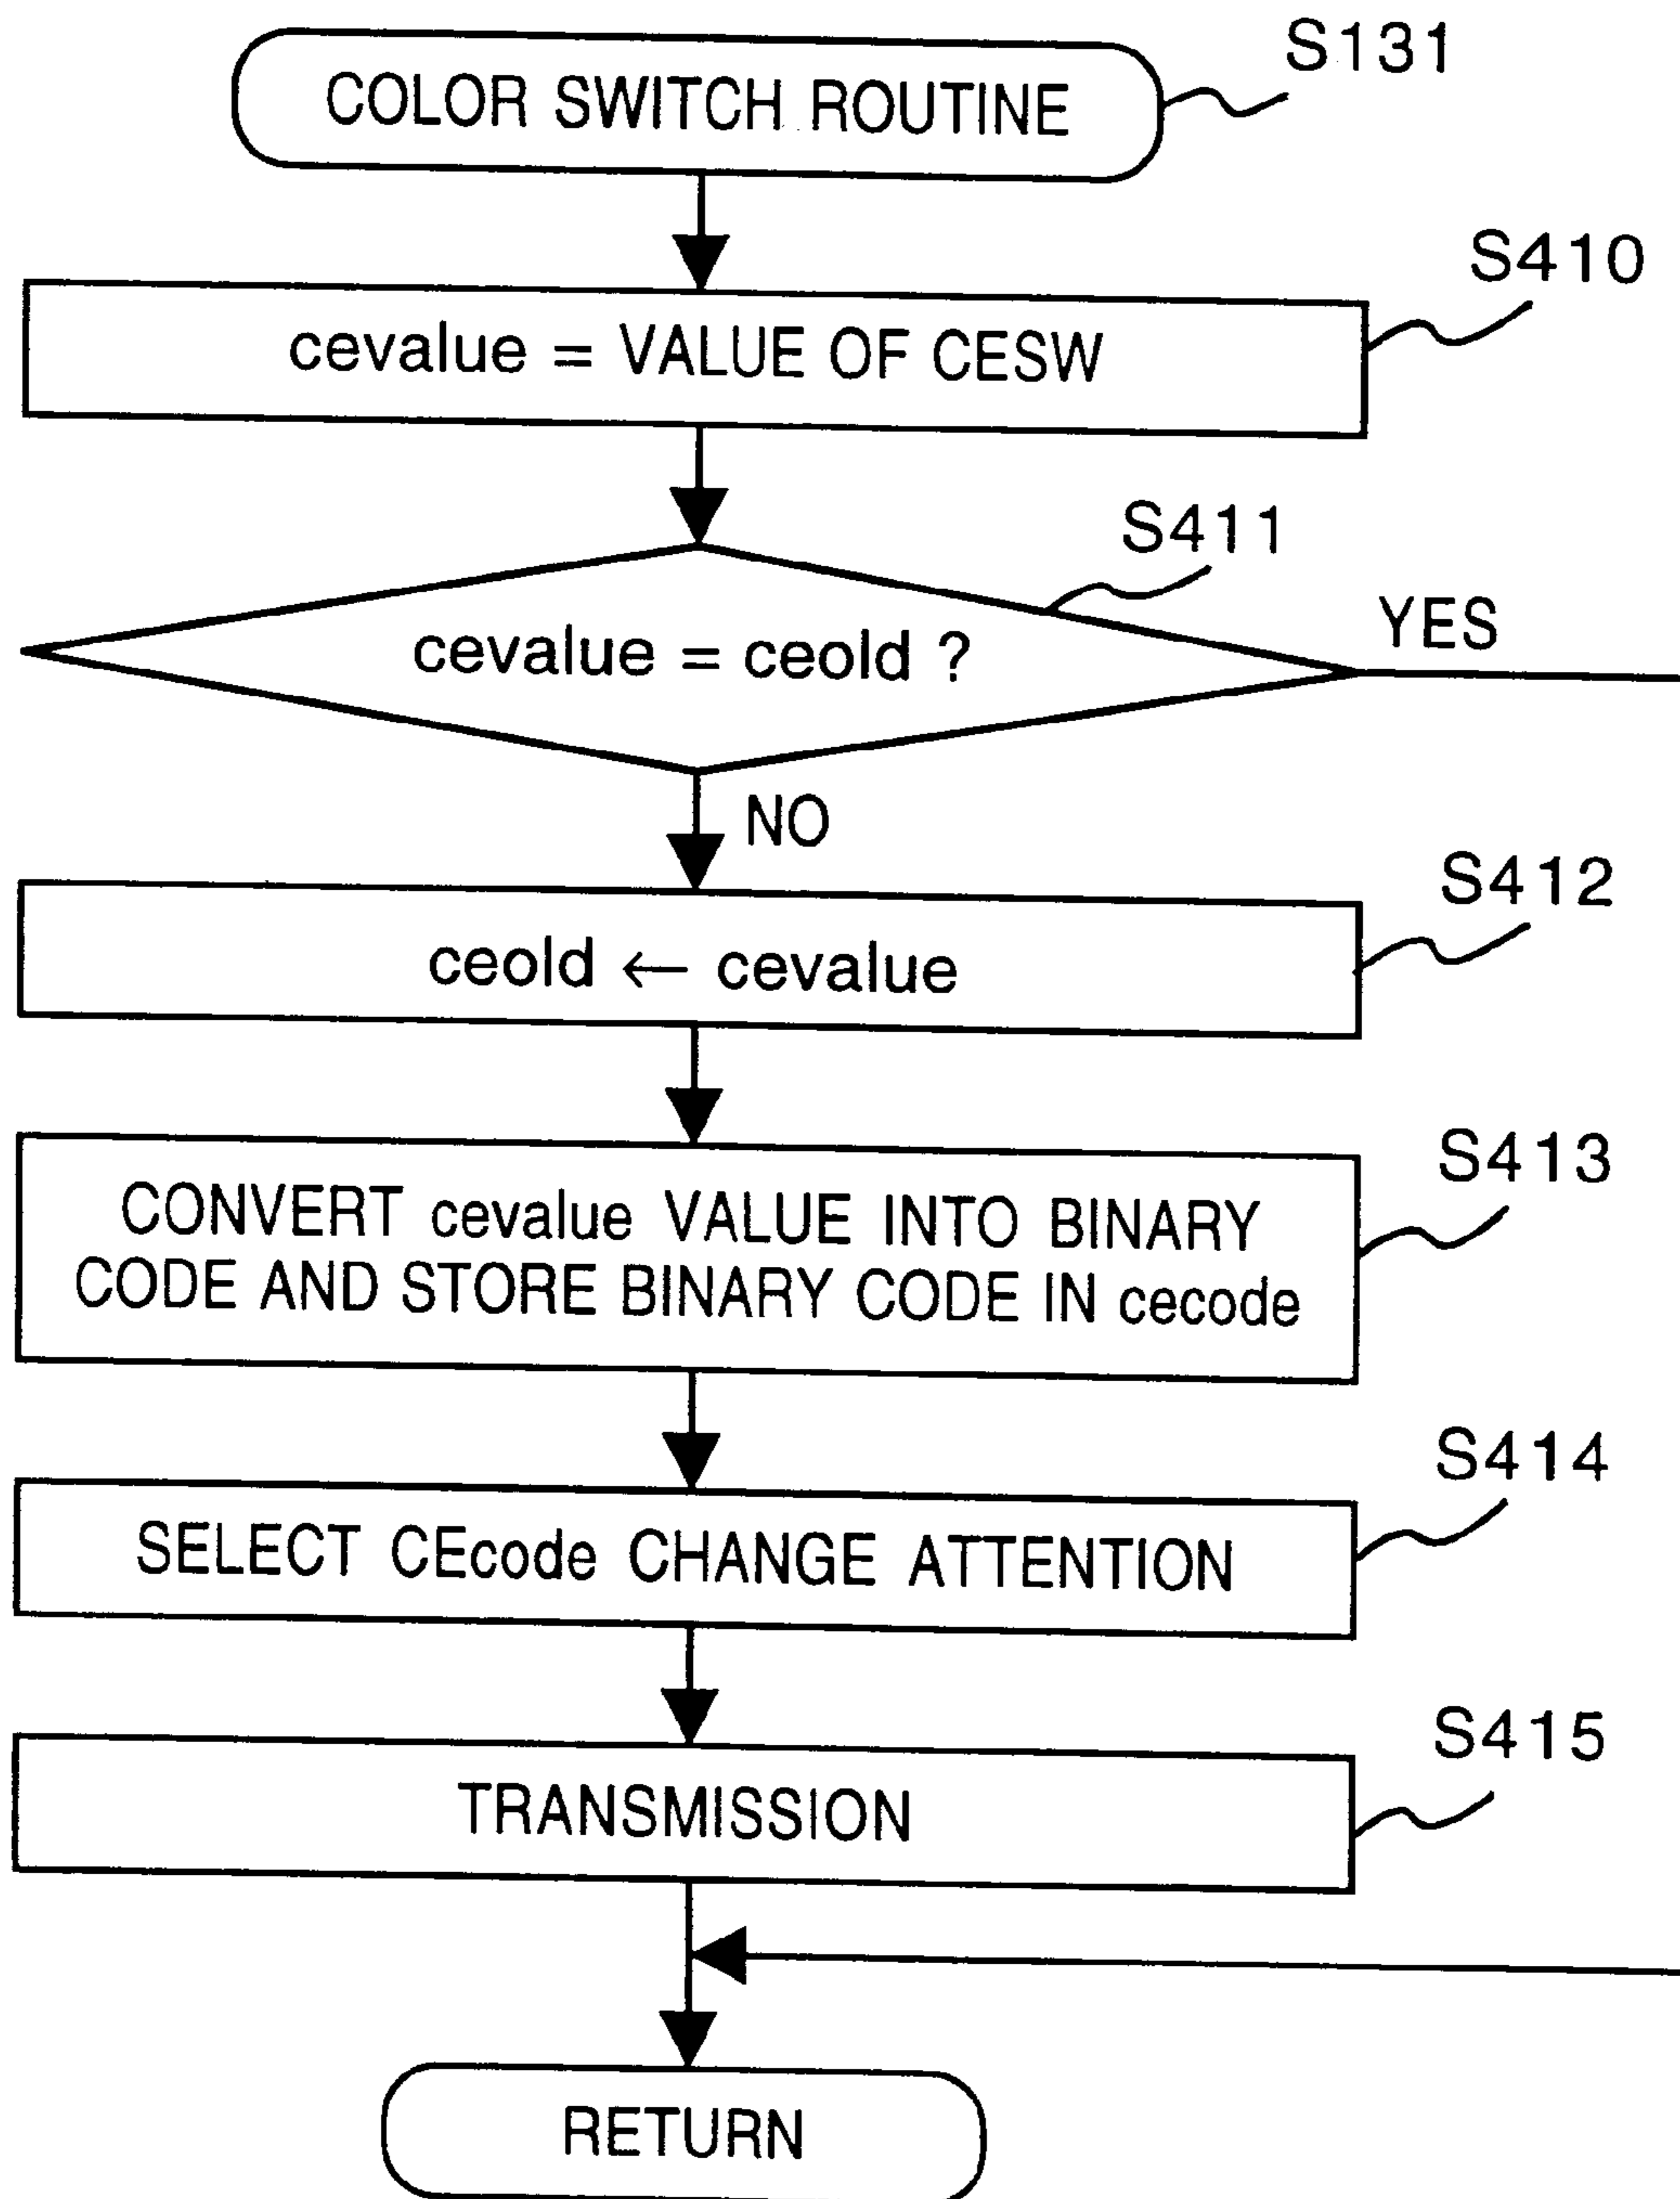 S131
COLOR SWITCH ROUTINE
S410
cevalue = VALUE OF CESW
S411
cevalue = ceold ?
YES
NO
S412
ceold ← cevalue
S413
CONVERT cevalue VALUE INTO BINARY
CODE AND STORE BINARY CODE IN cecode
S414
SELECT CEcode CHANGE ATTENTION
S415
TRANSMISSION
RETURN